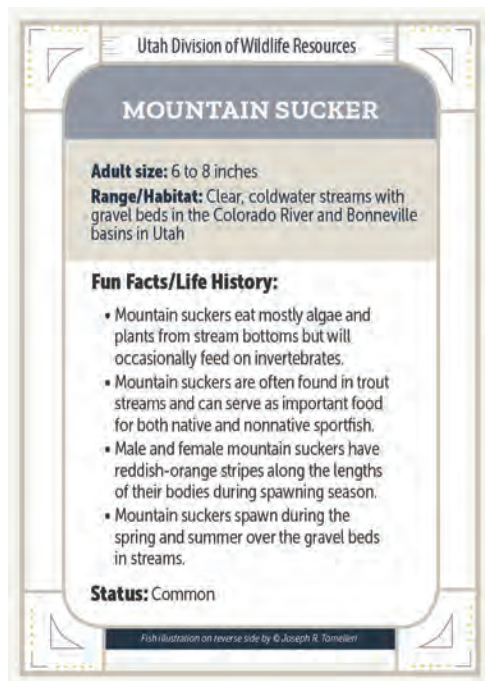 Utah Division of Wildlife Resources
MOUNTAIN SUCKER
Adult size: 6 to 8 inches
Range/Habitat: Clear, coldwater streams with
gravel beds in the Colorado River and Bonneville
basins in Utah
Fun Facts/Life History:
• Mountain suckers eat mostly algae and
plants from stream bottoms but will
occasionally feed on invertebrates.
• Mountain suckers are often found in trout
streams and can serve as important food
for both native and nonnative sportfish.
• Male and female mountain suckers have
reddish-orange stripes along the lengths
of their bodies during spawning season.
• Mountain suckers spawn during the
spring and summer over the gravel beds
in streams.
Status: Common
Fish illustration on reverse side by © Joseph R. Tomelleri